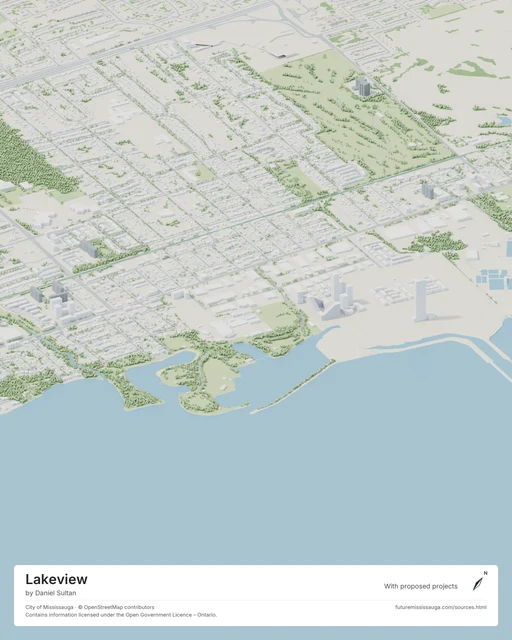 Lakeview
by Daniel Sultan
With proposed projects
N
City of Mississauga · © OpenStreetMap contributors
Contains information licensed under the Open Government Licence – Ontario.
futuremississauga.com/sources.html